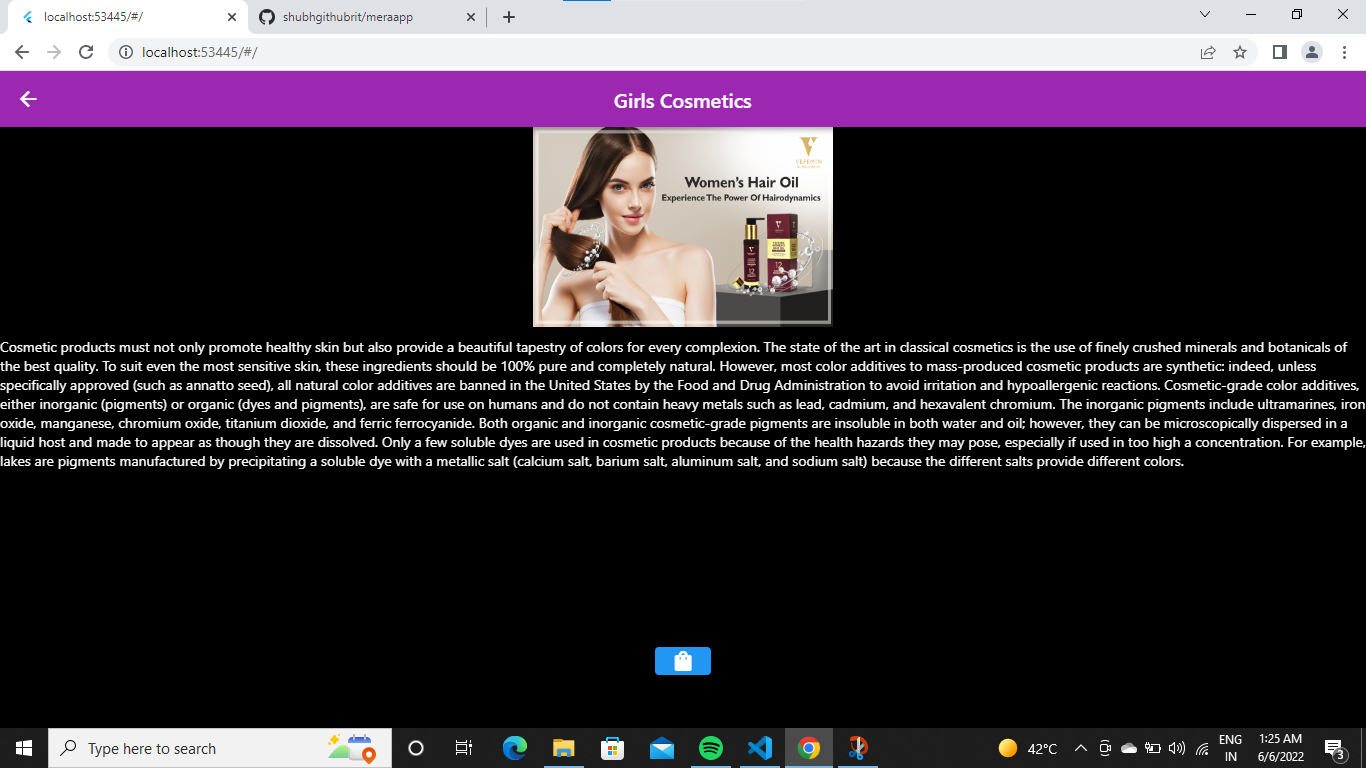 localhost:53445/#/
shubhgithubrit/meraapp
localhost:53445/#/
Girls Cosmetics
VEFEMIN
Women's Hair Oil
Experience The Power Of Hairodynamics
12
12
Cosmetic products must not only promote healthy skin but also provide a beautiful tapestry of colors for every complexion. The state of the art in classical cosmetics is the use of finely crushed minerals and botanicals of
the best quality. To suit even the most sensitive skin, these ingredients should be 100% pure and completely natural. However, most color additives to mass-produced cosmetic products are synthetic: indeed, unless
specifically approved (such as annatto seed), all natural color additives are banned in the United States by the Food and Drug Administration to avoid irritation and hypoallergenic reactions. Cosmetic-grade color additives,
either inorganic (pigments) or organic (dyes and pigments), are safe for use on humans and do not contain heavy metals such as lead, cadmium, and hexavalent chromium. The inorganic pigments include ultramarines, iron
oxide, manganese, chromium oxide, titanium dioxide, and ferric ferrocyanide. Both organic and inorganic cosmetic-grade pigments are insoluble in both water and oil; however, they can be microscopically dispersed in a
liquid host and made to appear as though they are dissolved. Only a few soluble dyes are used in cosmetic products because of the health hazards they may pose, especially if used in too high a concentration. For example,
lakes are pigments manufactured by precipitating a soluble dye with a metallic salt (calcium salt, barium salt, aluminum salt, and sodium salt) because the different salts provide different colors.
Type here to search
42°C
ENG
IN
1:25 AM
6/6/2022
3